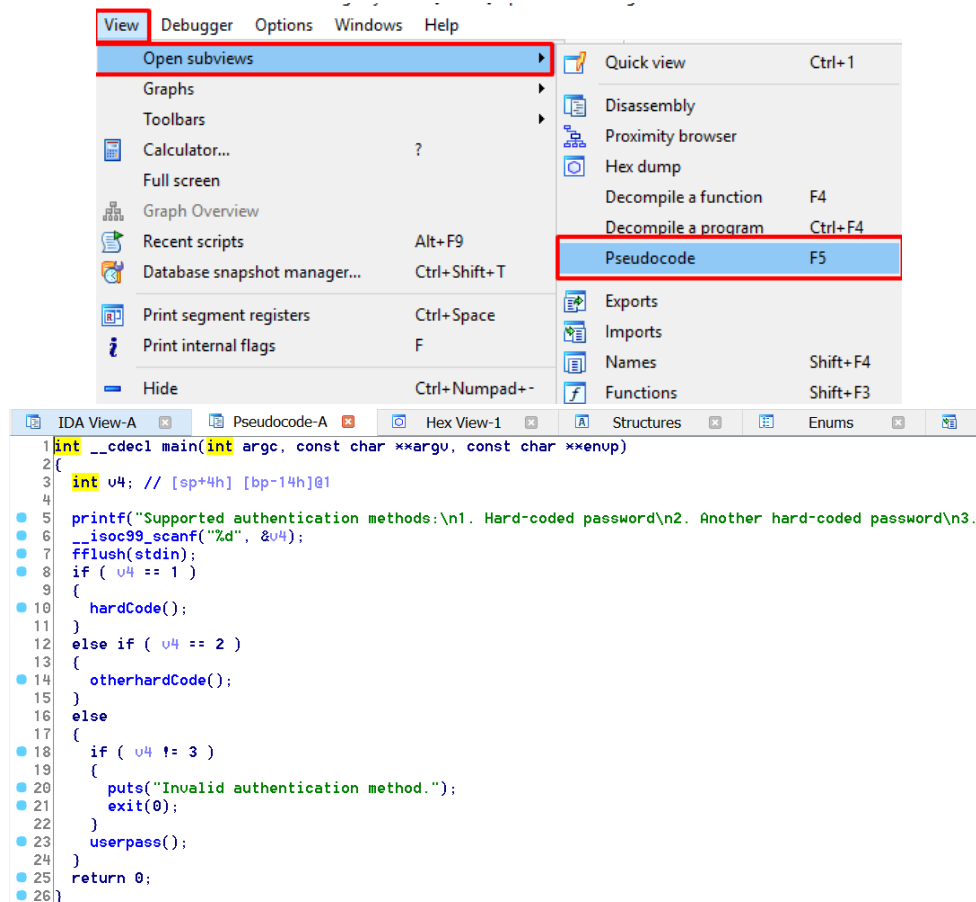 View Debugger Options Windows Help
Open subviews
Graphs
Toolbars
Calculator... ?
Full screen
Graph Overview
Recent scripts Alt+F9
Database snapshot manager... Ctrl+Shift+T
Print segment registers Ctrl+Space
Print internal flags F
Hide Ctrl+Numpad+-
Quick view Ctrl+1
Disassembly
Proximity browser
Hex dump
Decompile a function F4
Decompile a program Ctrl+F4
Pseudocode F5
Exports
Imports
Names Shift+F4
Functions Shift+F3
IDA View-A Pseudocode-A Hex View-1 Structures Enums
1 int __cdecl main(int argc, const char **argv, const char **envp)
2 {
3 int v4; // [sp+4h] [bp-14h]@1
4
5 printf("Supported authentication methods:\n1. Hard-coded password\n2. Another hard-coded password\n3.
6 __isoc99_scanf("%d", &v4);
7 fflush(stdin);
8 if ( v4 == 1 )
9 {
10 hardCode();
11 }
12 else if ( v4 == 2 )
13 {
14 otherhardCode();
15 }
16 else
17 {
18 if ( v4 != 3 )
19 {
20 puts("Invalid authentication method.");
21 exit(0);
22 }
23 userpass();
24 }
25 return 0;
26 }